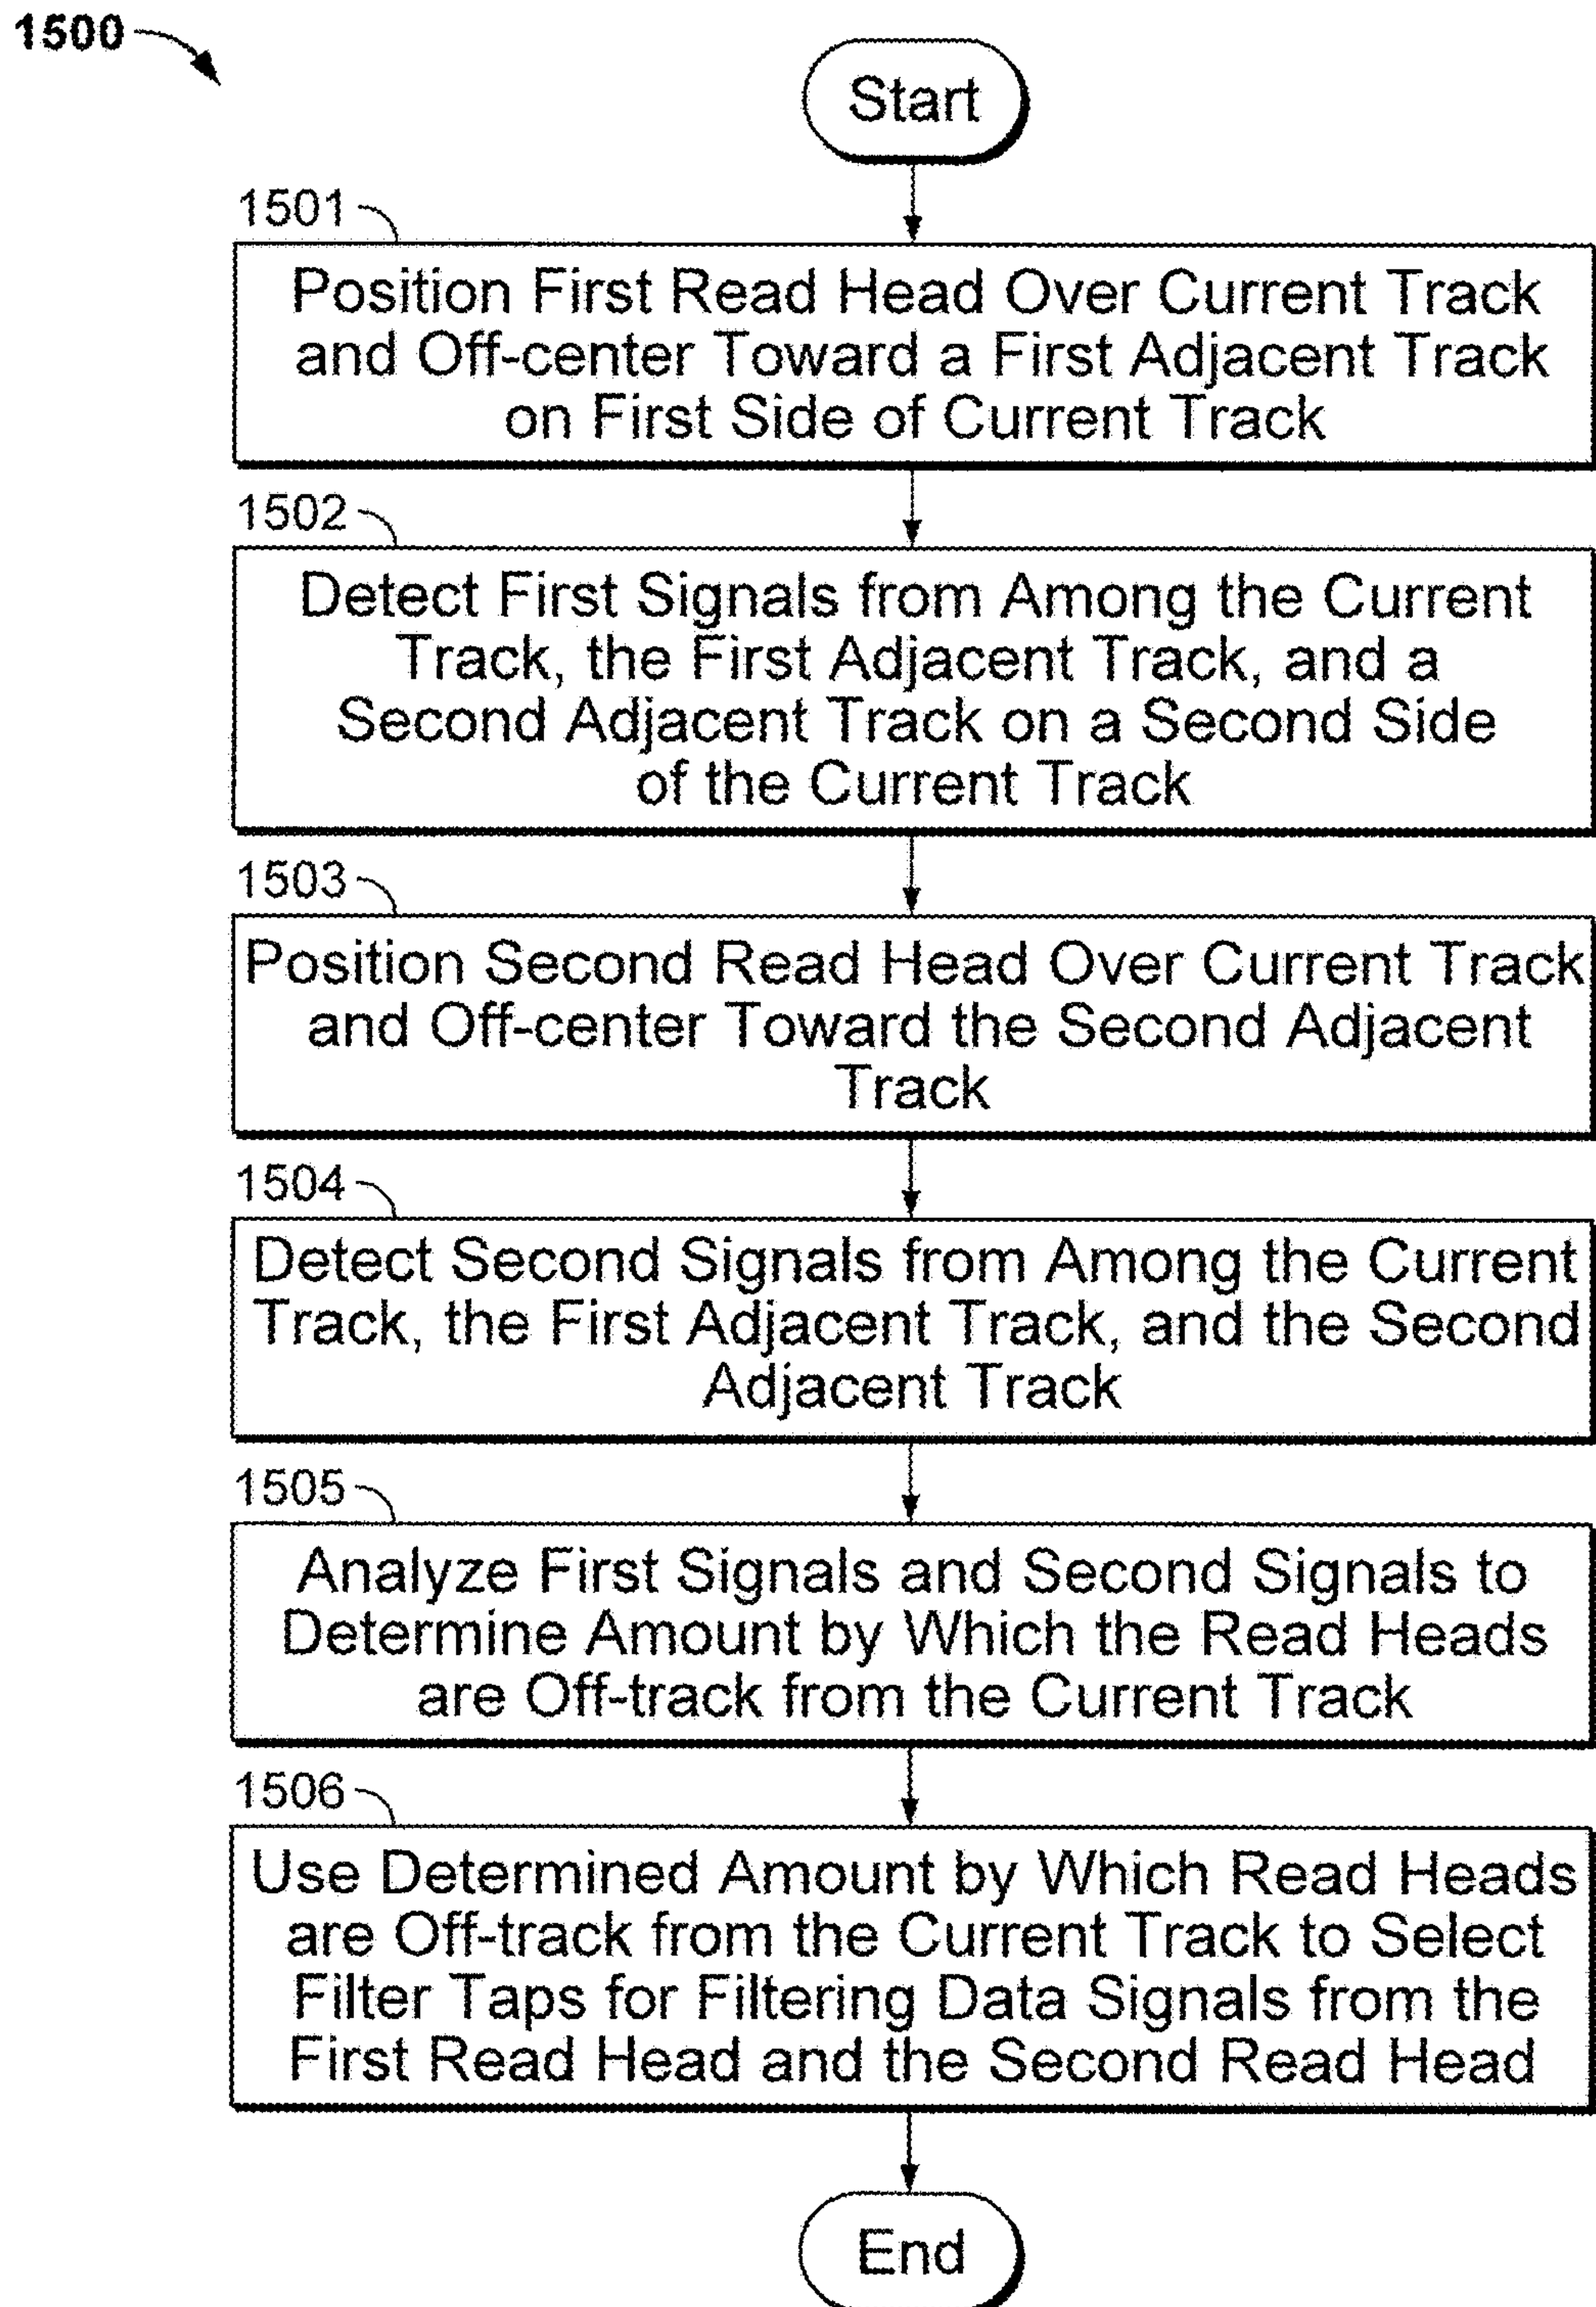 1500
Start
1501
Position First Read Head Over Current Track
and Off-center Toward a First Adjacent Track
on First Side of Current Track
1502
Detect First Signals from Among the Current
Track, the First Adjacent Track, and a
Second Adjacent Track on a Second Side
of the Current Track
1503
Position Second Read Head Over Current Track
and Off-center Toward the Second Adjacent
Track
1504
Detect Second Signals from Among the Current
Track, the First Adjacent Track, and the Second
Adjacent Track
1505
Analyze First Signals and Second Signals to
Determine Amount by Which the Read Heads
are Off-track from the Current Track
1506
Use Determined Amount by Which Read Heads
are Off-track from the Current Track to Select
Filter Taps for Filtering Data Signals from the
First Read Head and the Second Read Head
End